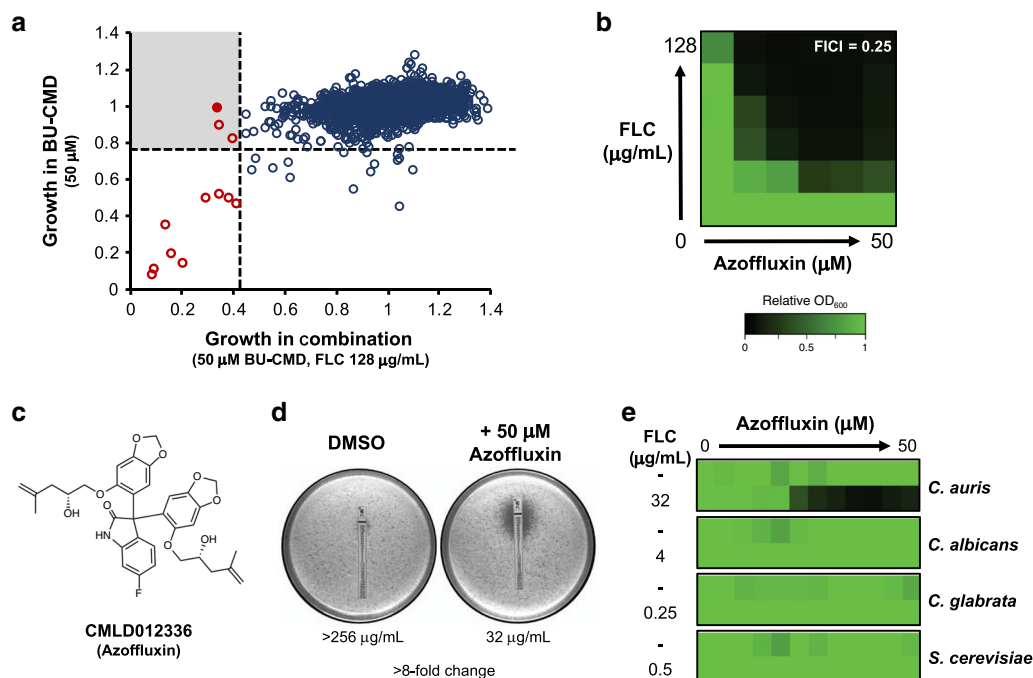 a
1.4
1.2
1
0.8
0.6
0.4
0.2
0
Growth in BU-CMD
(50 µM)
0 0.2 0.4 0.6 0.8 1 1.2 1.4
Growth in combination
(50 µM BU-CMD, FLC 128 µg/mL)
b
128
FICI = 0.25
FLC
(µg/mL)
0 50
Azoffluxin (µM)
Relative OD600
0 0.5 1
c
O
O
O
O
O
OH
O
HN
O
OH
F
CMLD012336
(Azoffluxin)
d
DMSO
+ 50 µM
Azoffluxin
>256 µg/mL
32 µg/mL
>8-fold change
e
Azoffluxin (µM)
FLC
(µg/mL)
0 50
-
32
C. auris
-
4
C. albicans
-
0.25
C. glabrata
-
0.5
S. cerevisiae